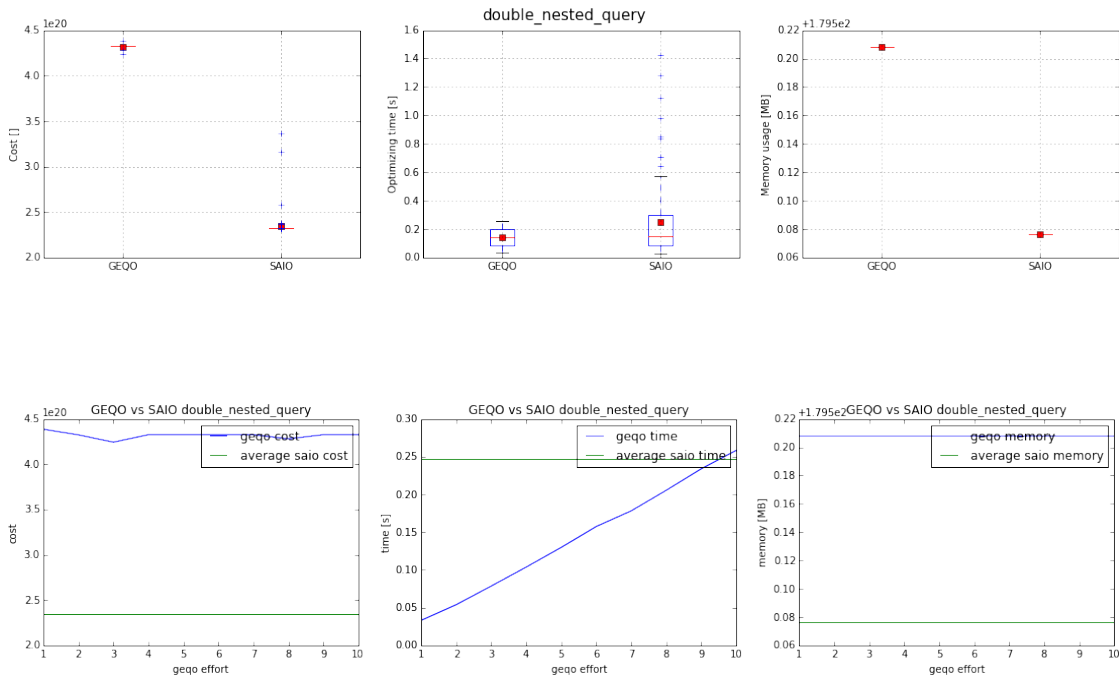 double_nested_query
1e20
4.5
4.0
3.5
3.0
2.5
2.0
Cost []
GEQO
SAIO
1.6
1.4
1.2
1.0
0.8
0.6
0.4
0.2
0.0
Optimizing time [s]
GEQO
SAIO
+1.795e2
0.22
0.20
0.18
0.16
0.14
0.12
0.10
0.08
0.06
Memory usage [MB]
GEQO
SAIO
GEQO vs SAIO double_nested_query
1e20
4.5
4.0
3.5
3.0
2.5
2.0
cost
geqo cost
average saio cost
1 2 3 4 5 6 7 8 9 10
geqo effort
GEQO vs SAIO double_nested_query
0.30
0.25
0.20
0.15
0.10
0.05
0.00
time [s]
geqo time
average saio time
1 2 3 4 5 6 7 8 9 10
geqo effort
+1.795e2
GEQO vs SAIO double_nested_query
0.22
0.20
0.18
0.16
0.14
0.12
0.10
0.08
0.06
memory [MB]
geqo memory
average saio memory
1 2 3 4 5 6 7 8 9 10
geqo effort